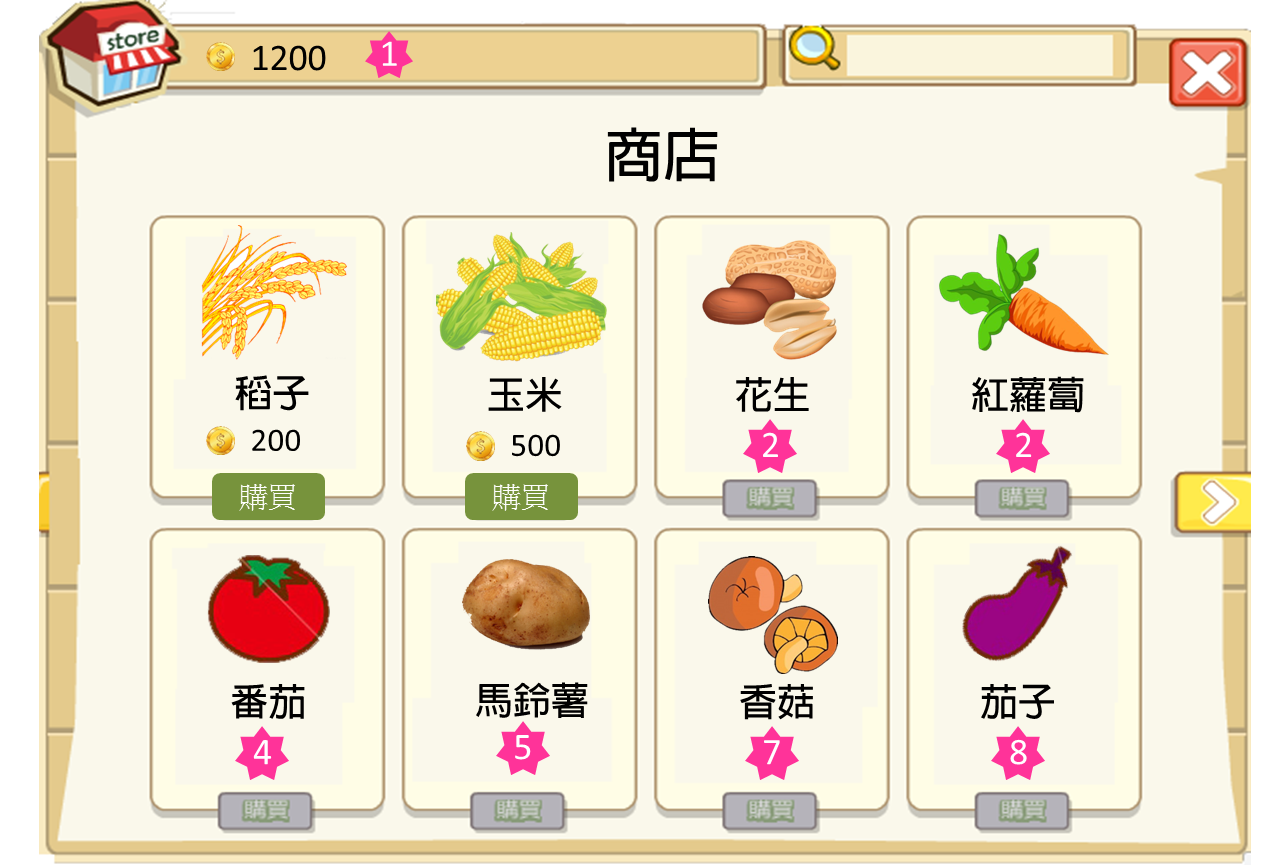 store
1200 1
商店
稻子
200
購買
玉米
500
購買
花生
2
購買
紅蘿蔔
2
購買
番茄
4
購買
馬鈴薯
5
購買
香菇
7
購買
茄子
8
購買